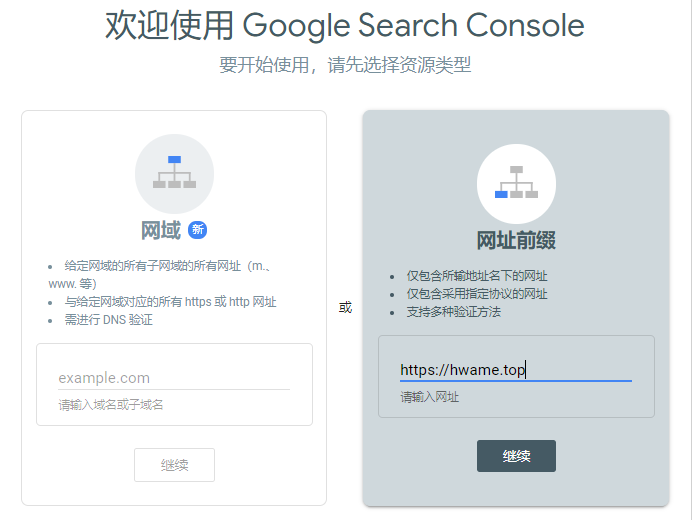 欢迎使用 Google Search Console
要开始使用，请先选择资源类型
网域 新
给定网域的所有子网域的所有网址（m.、
www. 等）
与给定网域对应的所有 https 或 http 网址
需进行 DNS 验证
example.com
请输入域名或子域名
继续
或
网址前缀
仅包含所输地址名下的网址
仅包含采用指定协议的网址
支持多种验证方法
https://hwame.top
请输入网址
继续